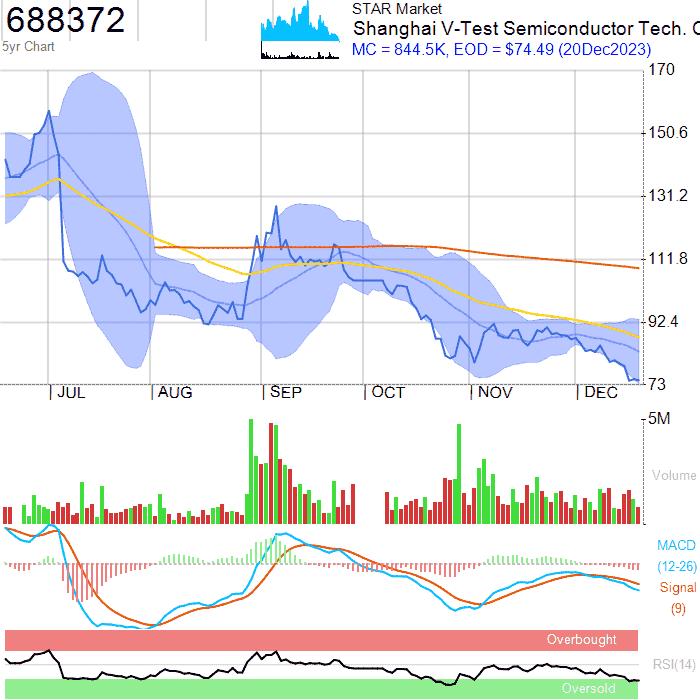 688372
5yr Chart
STAR Market
Shanghai V-Test Semiconductor Tech.
MC = 844.5K, EOD = $74.49 (20Dec2023)
170
150.6
131.2
111.8
92.4
73
JUL AUG SEP OCT NOV DEC
5M
Volume
MACD
(12-26)
Signal
(9)
Overbought
RSI(14)
Oversold